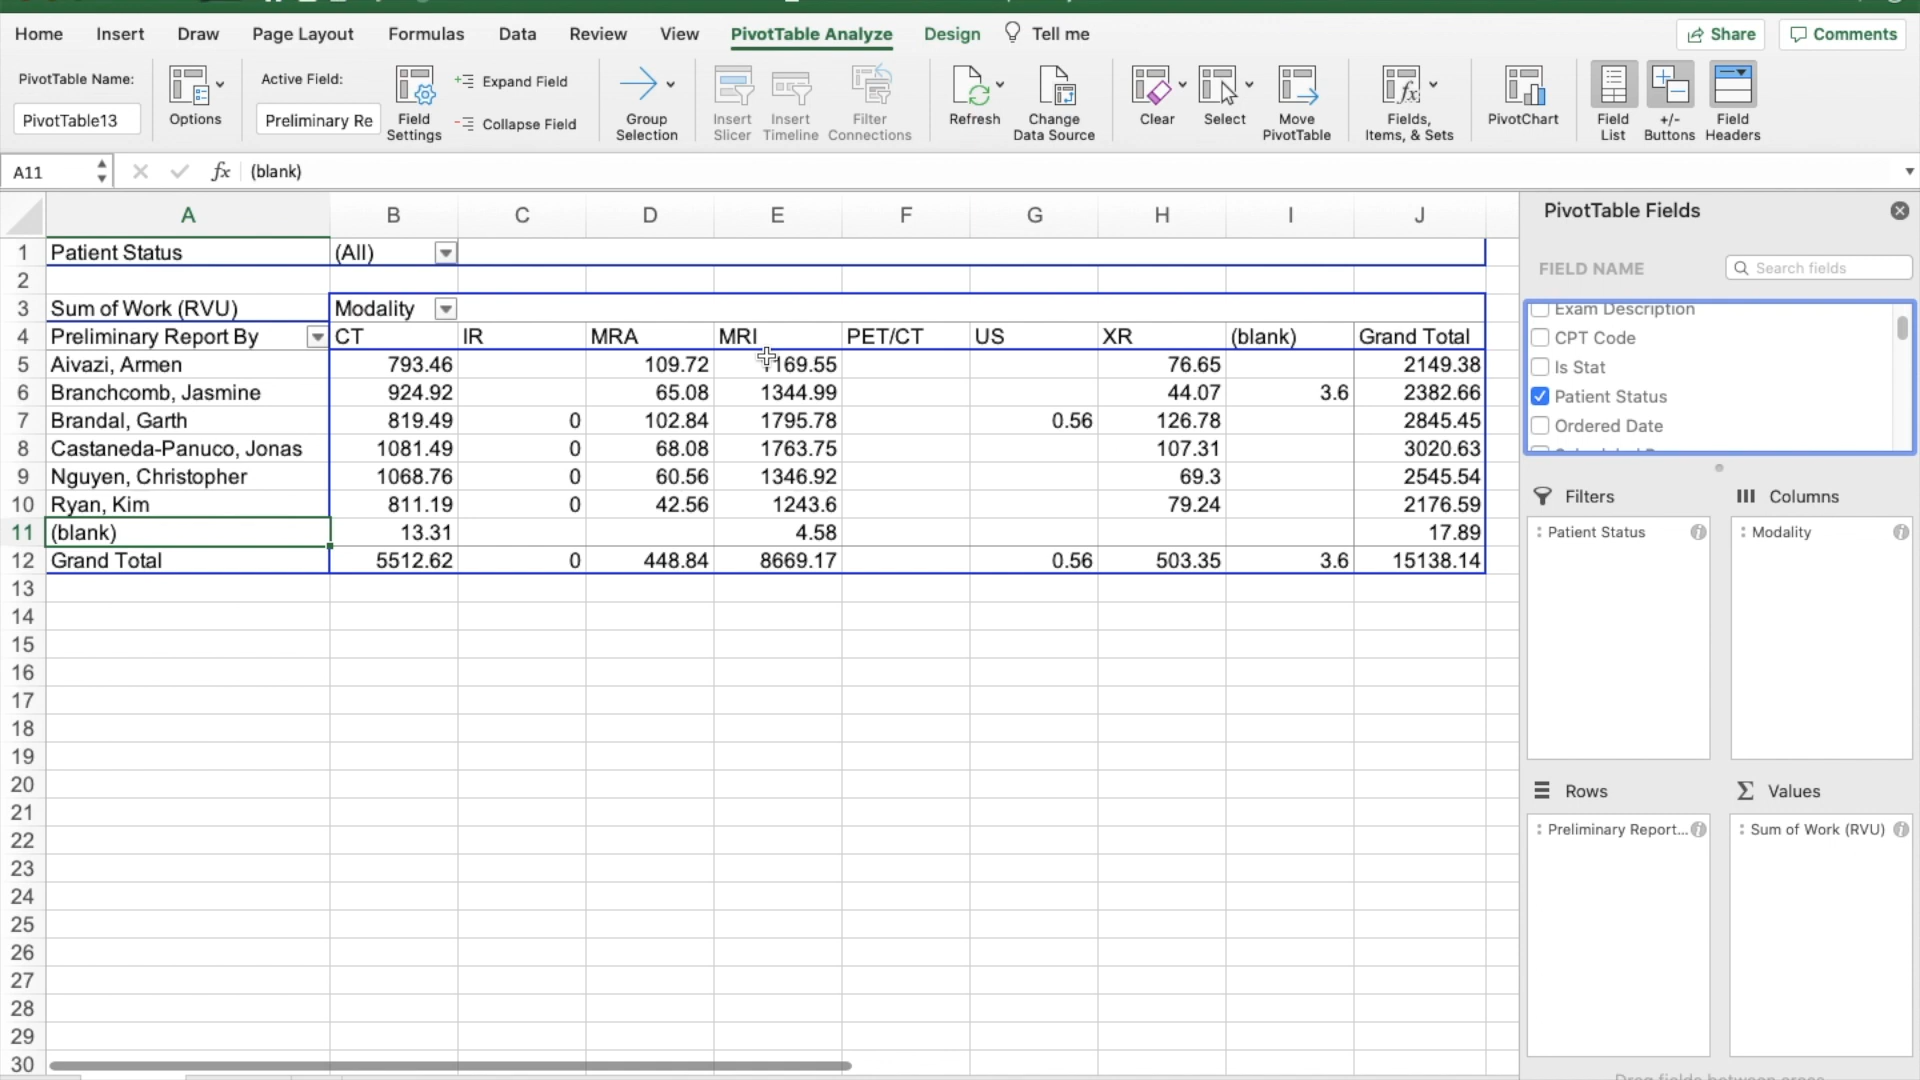 Home Insert Draw Page Layout Formulas Data Review View PivotTable Analyze Design Tell me Share Comments
PivotTable Name:
PivotTable13
Options
Active Field:
Preliminary Re
Field
Settings
Expand Field
Collapse Field
Group
Selection
Insert
Slicer
Insert
Timeline
Filter
Connections
Refresh
Change
Data Source
Clear
Select
Move
PivotTable
Fields,
Items, & Sets
PivotChart
Field
List
+/-
Buttons
Field
Headers
A11 fx (blank)
A B C D E F G H I J
1 Patient Status (All)
2
3 Sum of Work (RVU) Modality
4 Preliminary Report By CT IR MRA MRI PET/CT US XR (blank) Grand Total
5 Aivazi, Armen 793.46 109.72 1169.55 76.65 2149.38
6 Branchcomb, Jasmine 924.92 65.08 1344.99 44.07 3.6 2382.66
7 Brandal, Garth 819.49 0 102.84 1795.78 0.56 126.78 2845.45
8 Castaneda-Panuco, Jonas 1081.49 0 68.08 1763.75 107.31 3020.63
9 Nguyen, Christopher 1068.76 0 60.56 1346.92 69.3 2545.54
10 Ryan, Kim 811.19 0 42.56 1243.6 79.24 2176.59
11 (blank) 13.31 4.58 17.89
12 Grand Total 5512.62 0 448.84 8669.17 0.56 503.35 3.6 15138.14
13
14
15
16
17
18
19
20
21
22
23
24
25
26
27
28
29
30
PivotTable Fields
FIELD NAME Search fields
Exam Description
CPT Code
Is Stat
Patient Status
Ordered Date
Filters
Patient Status
Columns
Modality
Rows
Preliminary Report...
Values
Sum of Work (RVU)